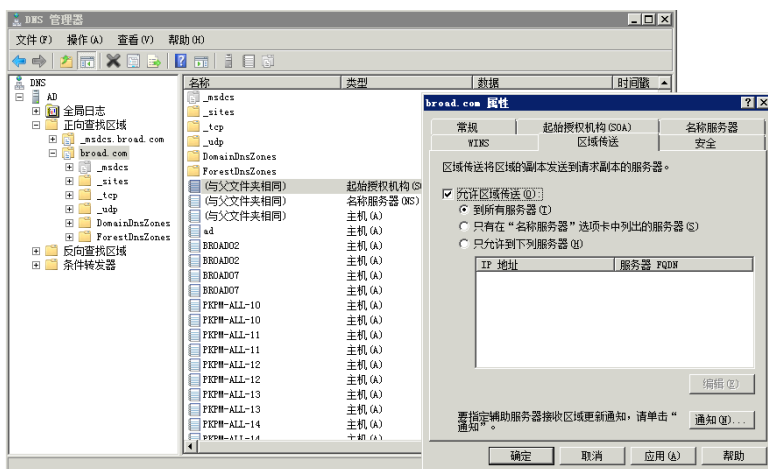 DNS 管理器
文件(F) 操作(A) 查看(V) 帮助(H)
DNS
AD
全局日志
正向查找区域
_msdcs.broad.com
broad.com
_msdcs
_sites
_tcp
_udp
DomainDnsZones
ForestDnsZones
反向查找区域
条件转发器
名称 类型 数据 时间戳
_msdcs
_sites
_tcp
_udp
DomainDnsZones
ForestDnsZones
(与父文件夹相同) 起始授权机构(S
(与父文件夹相同) 名称服务器(NS)
(与父文件夹相同) 主机(A)
ad 主机(A)
BROAD02 主机(A)
BROAD02 主机(A)
BROAD07 主机(A)
BROAD07 主机(A)
PKPM-ALL-10 主机(A)
PKPM-ALL-10 主机(A)
PKPM-ALL-11 主机(A)
PKPM-ALL-11 主机(A)
PKPM-ALL-12 主机(A)
PKPM-ALL-12 主机(A)
PKPM-ALL-13 主机(A)
PKPM-ALL-13 主机(A)
PKPM-ALL-14 主机(A)
PKPM-ALL-14 主机(A)
broad.com 属性
常规 起始授权机构(SOA) 名称服务器
WINS 区域传送 安全
区域传送将区域的副本发送到请求副本的服务器。
允许区域传送(O):
到所有服务器(T)
只有在“名称服务器”选项卡中列出的服务器(S)
只允许到下列服务器(H)
IP 地址 服务器 FQDN
编辑(E)
要指定辅助服务器接收区域更新通知，请单击“
通知”。
通知(N)...
确定 取消 应用(A) 帮助